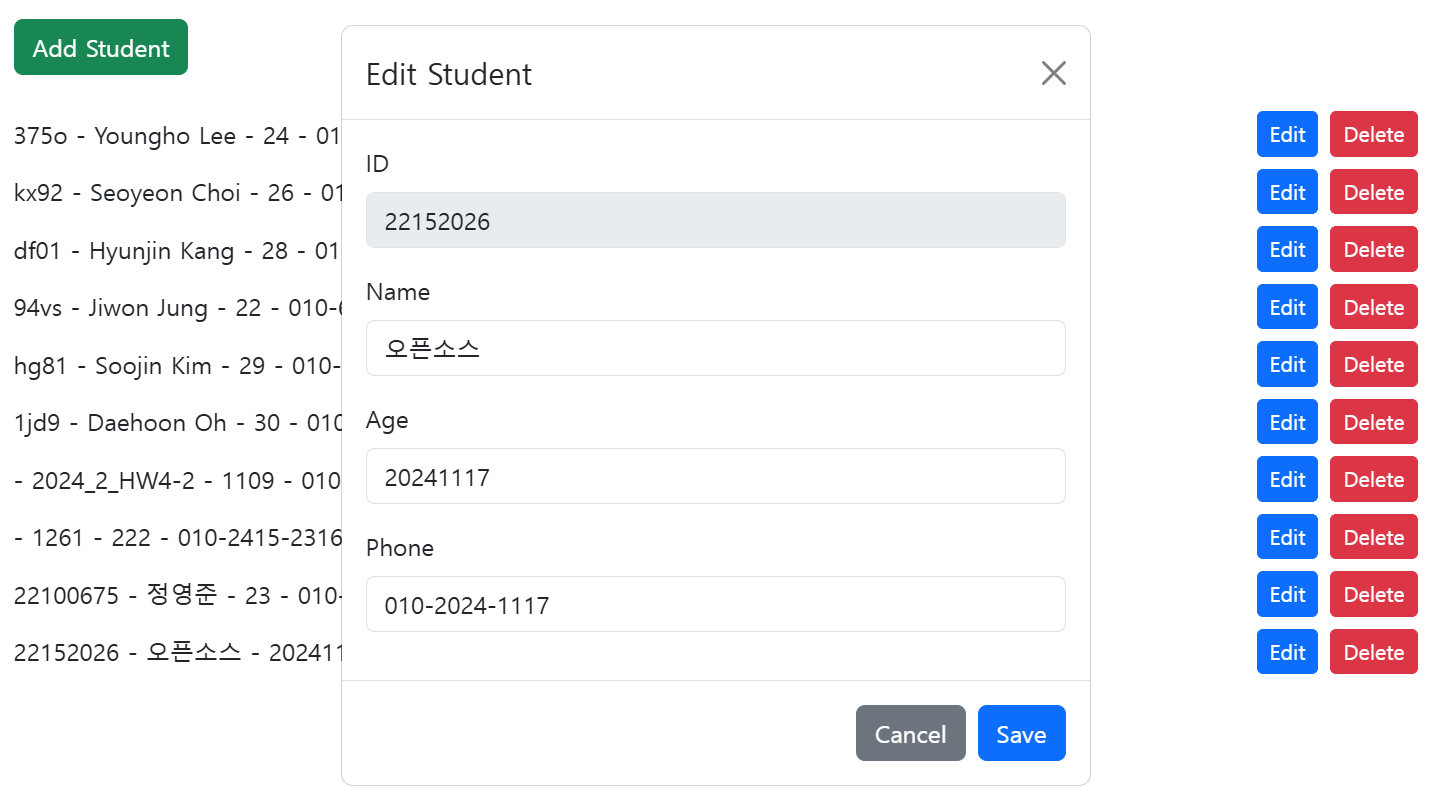 Add Student
Edit Student
375o - Youngho Lee - 24 - 01
Edit Delete
ID
kx92 - Seoyeon Choi - 26 - 01
Edit Delete
22152026
df01 - Hyunjin Kang - 28 - 01
Edit Delete
Name
94vs - Jiwon Jung - 22 - 010-6
Edit Delete
오픈소스
hg81 - Soojin Kim - 29 - 010-
Edit Delete
Age
1jd9 - Daehoon Oh - 30 - 010
Edit Delete
20241117
- 2024_2_HW4-2 - 1109 - 010
Edit Delete
Phone
- 1261 - 222 - 010-2415-2316
Edit Delete
010-2024-1117
22100675 - 정영준 - 23 - 010-
Edit Delete
22152026 - 오픈소스 - 202411
Edit Delete
Cancel Save